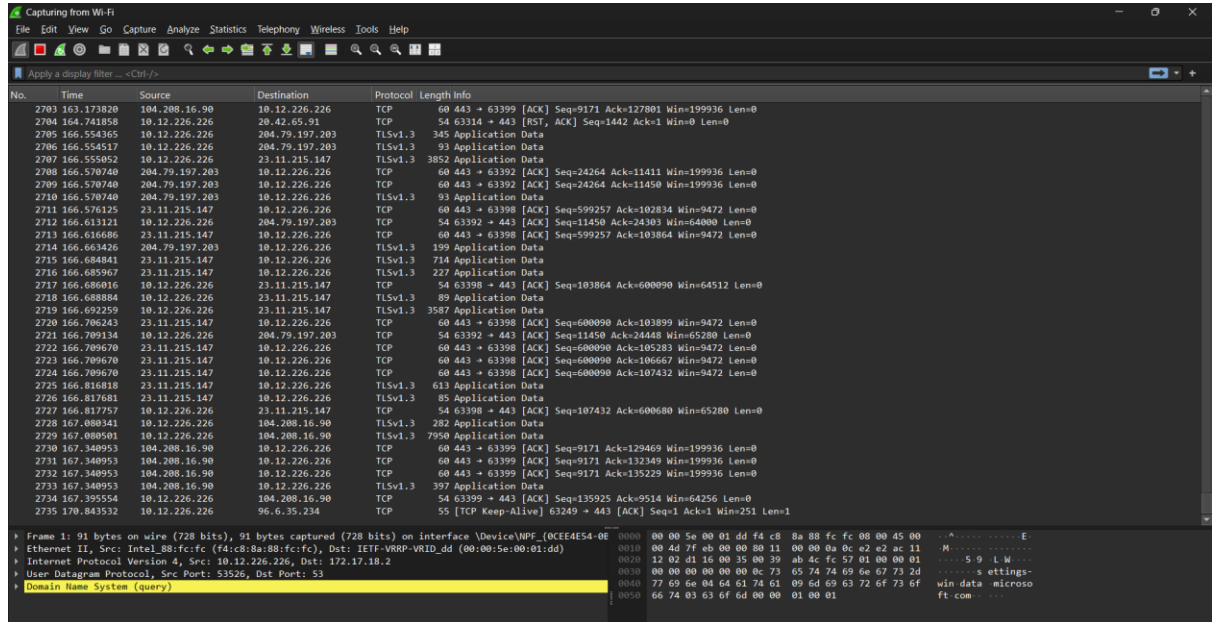 Capturing from Wi-Fi
File Edit View Go Capture Analyze Statistics Telephony Wireless Tools Help
Apply a display filter ... <Ctrl-/>
No. Time Source Destination Protocol Length Info
2703 163.173820 104.208.16.90 10.12.226.226 TCP 60 443 → 63399 [ACK] Seq=9171 Ack=127801 Win=199936 Len=0
2704 164.741858 10.12.226.226 20.42.65.91 TCP 54 63314 → 443 [RST, ACK] Seq=1442 Ack=1 Win=0 Len=0
2705 166.554365 10.12.226.226 204.79.197.203 TLSv1.3 345 Application Data
2706 166.554517 10.12.226.226 204.79.197.203 TLSv1.3 93 Application Data
2707 166.555052 10.12.226.226 23.11.215.147 TLSv1.3 3852 Application Data
2708 166.570740 204.79.197.203 10.12.226.226 TCP 60 443 → 63392 [ACK] Seq=24264 Ack=11411 Win=199936 Len=0
2709 166.570740 204.79.197.203 10.12.226.226 TCP 60 443 → 63392 [ACK] Seq=24264 Ack=11450 Win=199936 Len=0
2710 166.570740 204.79.197.203 10.12.226.226 TLSv1.3 93 Application Data
2711 166.576125 23.11.215.147 10.12.226.226 TCP 60 443 → 63398 [ACK] Seq=599257 Ack=102834 Win=9472 Len=0
2712 166.613121 10.12.226.226 204.79.197.203 TCP 54 63392 → 443 [ACK] Seq=11450 Ack=24303 Win=64000 Len=0
2713 166.616686 23.11.215.147 10.12.226.226 TCP 60 443 → 63398 [ACK] Seq=599257 Ack=103864 Win=9472 Len=0
2714 166.663426 204.79.197.203 10.12.226.226 TLSv1.3 199 Application Data
2715 166.684841 23.11.215.147 10.12.226.226 TLSv1.3 714 Application Data
2716 166.685967 23.11.215.147 10.12.226.226 TLSv1.3 227 Application Data
2717 166.686016 10.12.226.226 23.11.215.147 TCP 54 63398 → 443 [ACK] Seq=103864 Ack=600090 Win=64512 Len=0
2718 166.688884 10.12.226.226 23.11.215.147 TLSv1.3 89 Application Data
2719 166.692259 10.12.226.226 23.11.215.147 TLSv1.3 3587 Application Data
2720 166.706243 23.11.215.147 10.12.226.226 TCP 60 443 → 63398 [ACK] Seq=600090 Ack=103899 Win=9472 Len=0
2721 166.709134 10.12.226.226 204.79.197.203 TCP 54 63392 → 443 [ACK] Seq=11450 Ack=24448 Win=65280 Len=0
2722 166.709670 23.11.215.147 10.12.226.226 TCP 60 443 → 63398 [ACK] Seq=600090 Ack=105283 Win=9472 Len=0
2723 166.709670 23.11.215.147 10.12.226.226 TCP 60 443 → 63398 [ACK] Seq=600090 Ack=106667 Win=9472 Len=0
2724 166.709670 23.11.215.147 10.12.226.226 TCP 60 443 → 63398 [ACK] Seq=600090 Ack=107432 Win=9472 Len=0
2725 166.816818 23.11.215.147 10.12.226.226 TLSv1.3 613 Application Data
2726 166.817681 23.11.215.147 10.12.226.226 TLSv1.3 85 Application Data
2727 166.817757 10.12.226.226 23.11.215.147 TCP 54 63398 → 443 [ACK] Seq=107432 Ack=600680 Win=65280 Len=0
2728 167.080341 10.12.226.226 104.208.16.90 TLSv1.3 282 Application Data
2729 167.080501 10.12.226.226 104.208.16.90 TLSv1.3 7950 Application Data
2730 167.340953 104.208.16.90 10.12.226.226 TCP 60 443 → 63399 [ACK] Seq=9171 Ack=129469 Win=199936 Len=0
2731 167.340953 104.208.16.90 10.12.226.226 TCP 60 443 → 63399 [ACK] Seq=9171 Ack=132349 Win=199936 Len=0
2732 167.340953 104.208.16.90 10.12.226.226 TCP 60 443 → 63399 [ACK] Seq=9171 Ack=135229 Win=199936 Len=0
2733 167.340953 104.208.16.90 10.12.226.226 TLSv1.3 397 Application Data
2734 167.395554 10.12.226.226 104.208.16.90 TCP 54 63399 → 443 [ACK] Seq=135925 Ack=9514 Win=64256 Len=0
2735 170.843532 10.12.226.226 96.6.35.234 TCP 55 [TCP Keep-Alive] 63249 → 443 [ACK] Seq=1 Ack=1 Win=251 Len=1
Frame 1: 91 bytes on wire (728 bits), 91 bytes captured (728 bits) on interface \Device\NPF_{0CEE4E54-0E
Ethernet II, Src: Intel_88:fc:fc (f4:c8:8a:88:fc:fc), Dst: IETF-VRRP-VRID_dd (00:00:5e:00:01:dd)
Internet Protocol Version 4, Src: 10.12.226.226, Dst: 172.17.18.2
User Datagram Protocol, Src Port: 53526, Dst Port: 53
Domain Name System (query)
0000 00 00 5e 00 01 dd f4 c8 8a 88 fc fc 08 00 45 00 ··^····· ······E·
0010 00 4d 7f eb 00 00 80 11 00 00 0a 0c e2 e2 ac 11 ·M······ ········
0020 12 02 d1 16 00 35 00 39 ab 4c fc 57 01 00 00 01 ·····5·9 ·L·W····
0030 00 00 00 00 00 00 0c 73 65 74 74 69 6e 67 73 2d ·······s ettings-
0040 77 69 6e 04 64 61 74 61 09 6d 69 63 72 6f 73 6f win·data ·microso
0050 66 74 03 63 6f 6d 00 00 01 00 01 ft·com·· ···